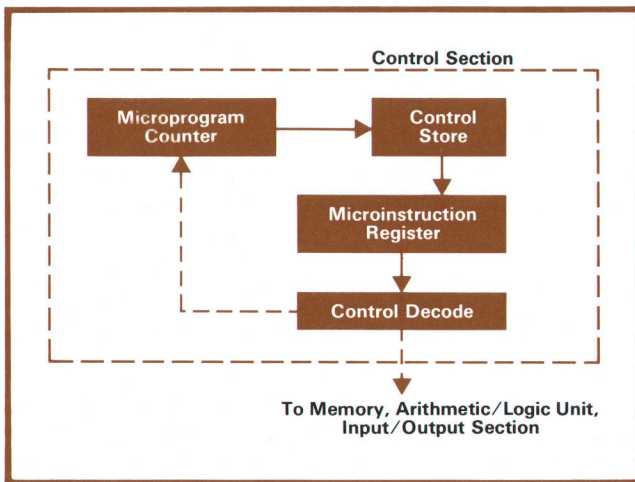 Control Section
Microprogram
Counter
Control
Store
Microinstruction
Register
Control Decode
To Memory, Arithmetic/Logic Unit,
Input/Output Section